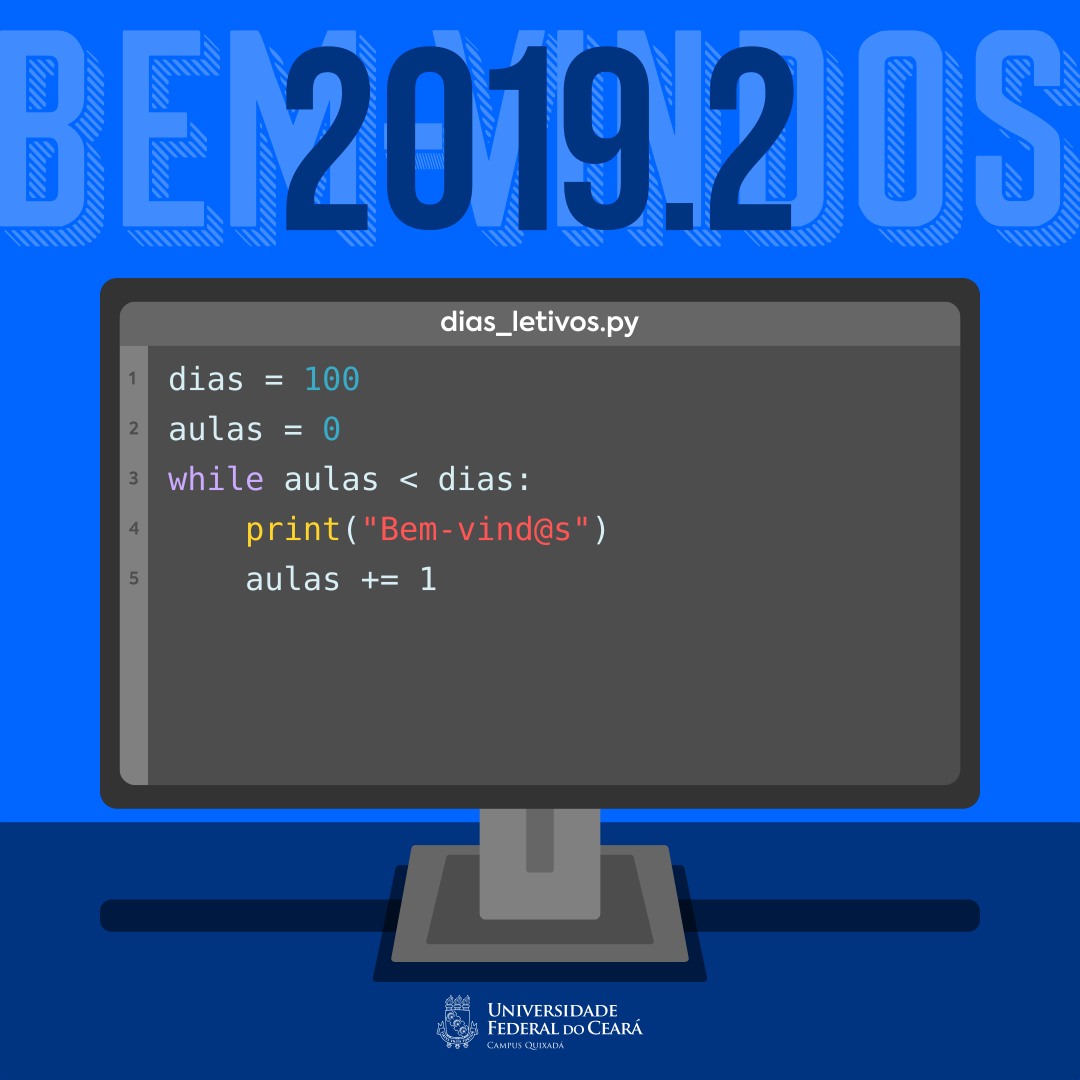 BEM-VINDOS
2019.2
dias_letivos.py
1 dias = 100
2 aulas = 0
3 while aulas < dias:
4     print("Bem-vind@s")
5     aulas += 1
UNIVERSIDADE
FEDERAL DO CEARÁ
CAMPUS QUIXADÁ